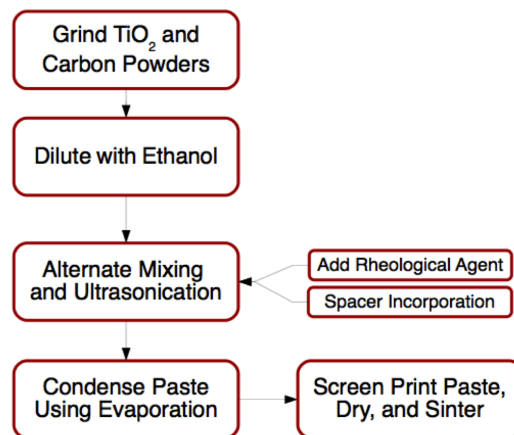 Grind TiO₂ and
Carbon Powders
Dilute with Ethanol
Alternate Mixing
and Ultrasonication
Add Rheological Agent
Spacer Incorporation
Condense Paste
Using Evaporation
Screen Print Paste,
Dry, and Sinter